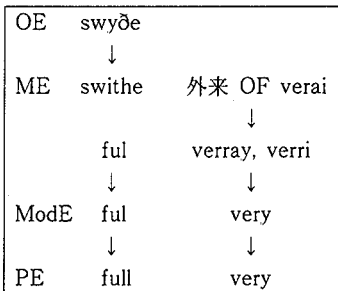 OE swyðe
↓
ME swithe 外来 OF verai
↓
ful verray, verri
↓ ↓
ModE ful very
↓ ↓
PE full very